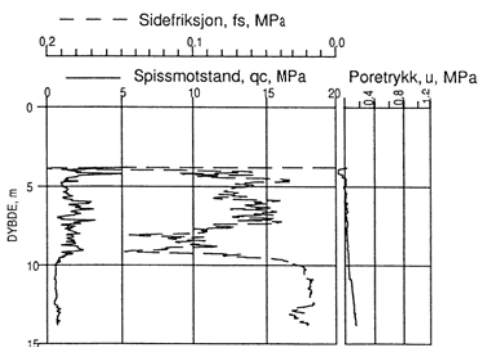 Sidefriksjon, fs, MPa
0,2 0,1 0,0
Spissmotstand, qc, MPa Poretrykk, u, MPa
0 5 10 15 20 0,4 0,8 1,2
0
5
10
15
DYBDE, m